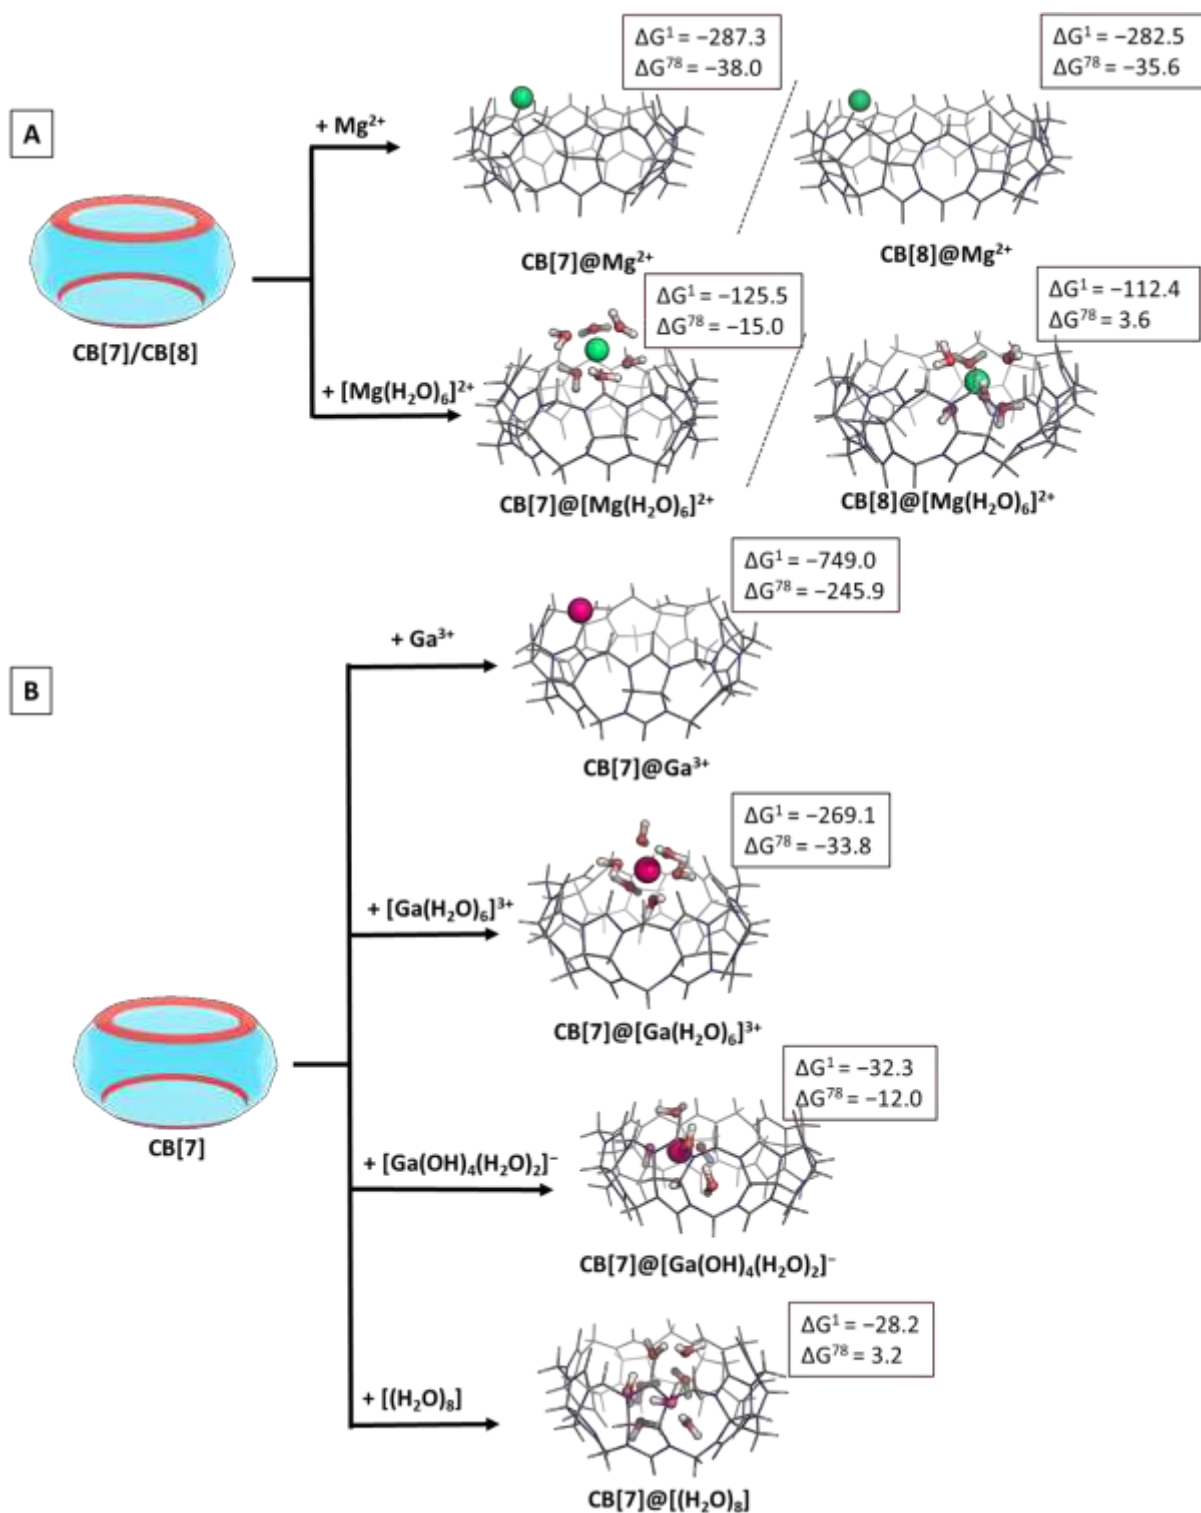 ΔG¹ = −287.3
ΔG⁷⁸ = −38.0
ΔG¹ = −282.5
ΔG⁷⁸ = −35.6
A
+ Mg²⁺
CB[7]@Mg²⁺
CB[8]@Mg²⁺
CB[7]/CB[8]
ΔG¹ = −125.5
ΔG⁷⁸ = −15.0
ΔG¹ = −112.4
ΔG⁷⁸ = 3.6
+ [Mg(H₂O)₆]²⁺
CB[7]@[Mg(H₂O)₆]²⁺
CB[8]@[Mg(H₂O)₆]²⁺
ΔG¹ = −749.0
ΔG⁷⁸ = −245.9
+ Ga³⁺
B
CB[7]@Ga³⁺
ΔG¹ = −269.1
ΔG⁷⁸ = −33.8
+ [Ga(H₂O)₆]³⁺
CB[7]@[Ga(H₂O)₆]³⁺
ΔG¹ = −32.3
ΔG⁷⁸ = −12.0
CB[7]
+ [Ga(OH)₄(H₂O)₂]⁻
CB[7]@[Ga(OH)₄(H₂O)₂]⁻
ΔG¹ = −28.2
ΔG⁷⁸ = 3.2
+ [(H₂O)₈]
CB[7]@[(H₂O)₈]